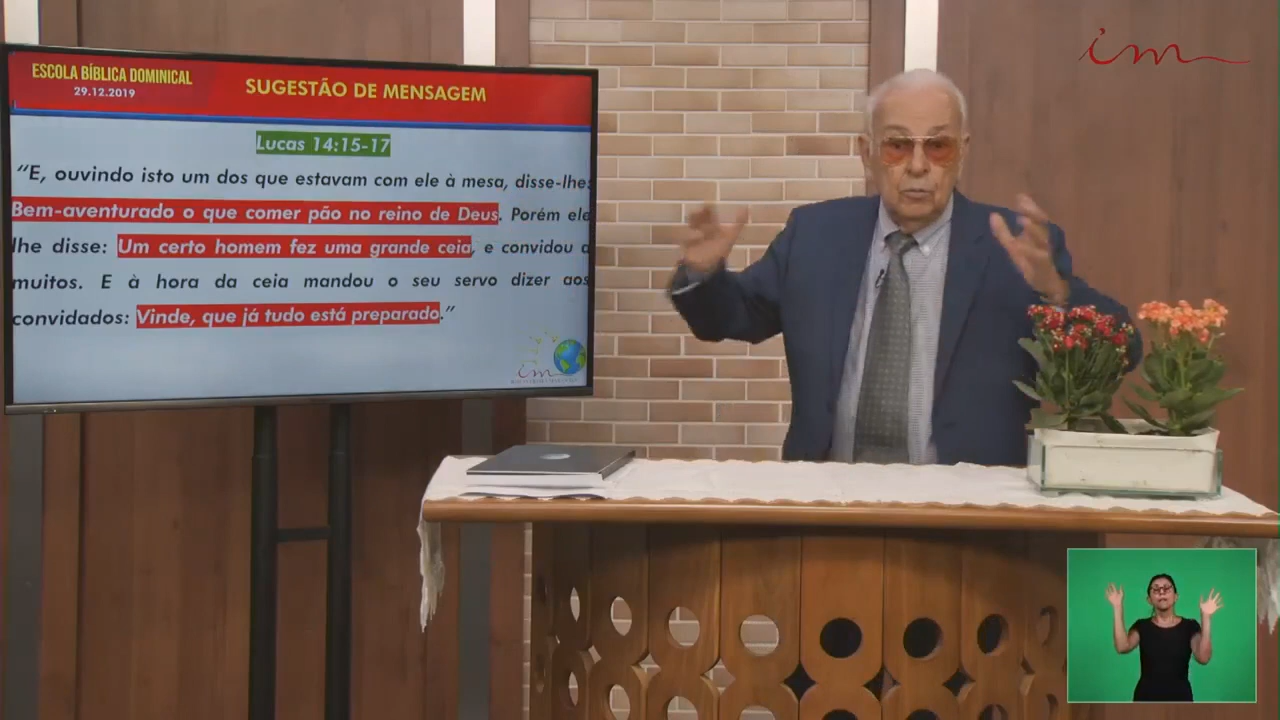 im
ESCOLA BÍBLICA DOMINICAL
29.12.2019
SUGESTÃO DE MENSAGEM
Lucas 14:15-17
“E, ouvindo isto um dos que estavam com ele à mesa, disse-lhe:
Bem-aventurado o que comer pão no reino de Deus. Porém ele
lhe disse: Um certo homem fez uma grande ceia, e convidou a
muitos. E à hora da ceia mandou o seu servo dizer aos
convidados: Vinde, que já tudo está preparado.”
im